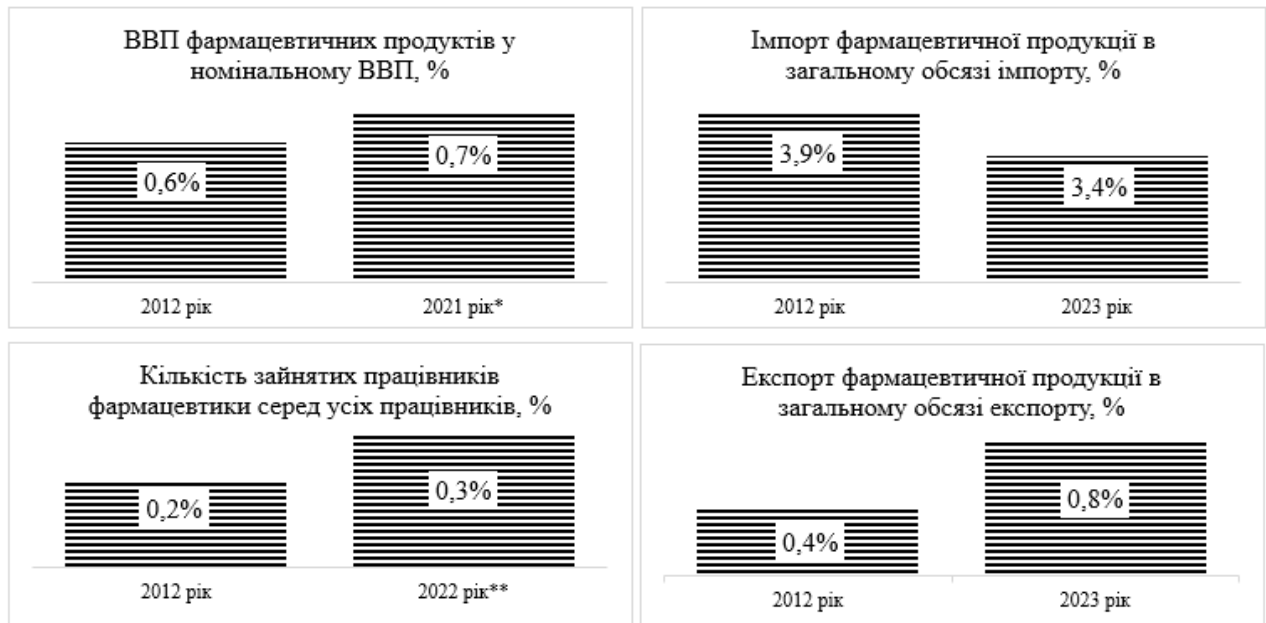 ВВП фармацевтичних продуктів у
номінальному ВВП, %
0,6%
0,7%
2012 рік
2021 рік*
Імпорт фармацевтичної продукції в
загальному обсязі імпорту, %
3,9%
3,4%
2012 рік
2023 рік
Кількість зайнятих працівників
фармацевтики серед усіх працівників, %
0,2%
0,3%
2012 рік
2022 рік**
Експорт фармацевтичної продукції в
загальному обсязі експорту, %
0,4%
0,8%
2012 рік
2023 рік